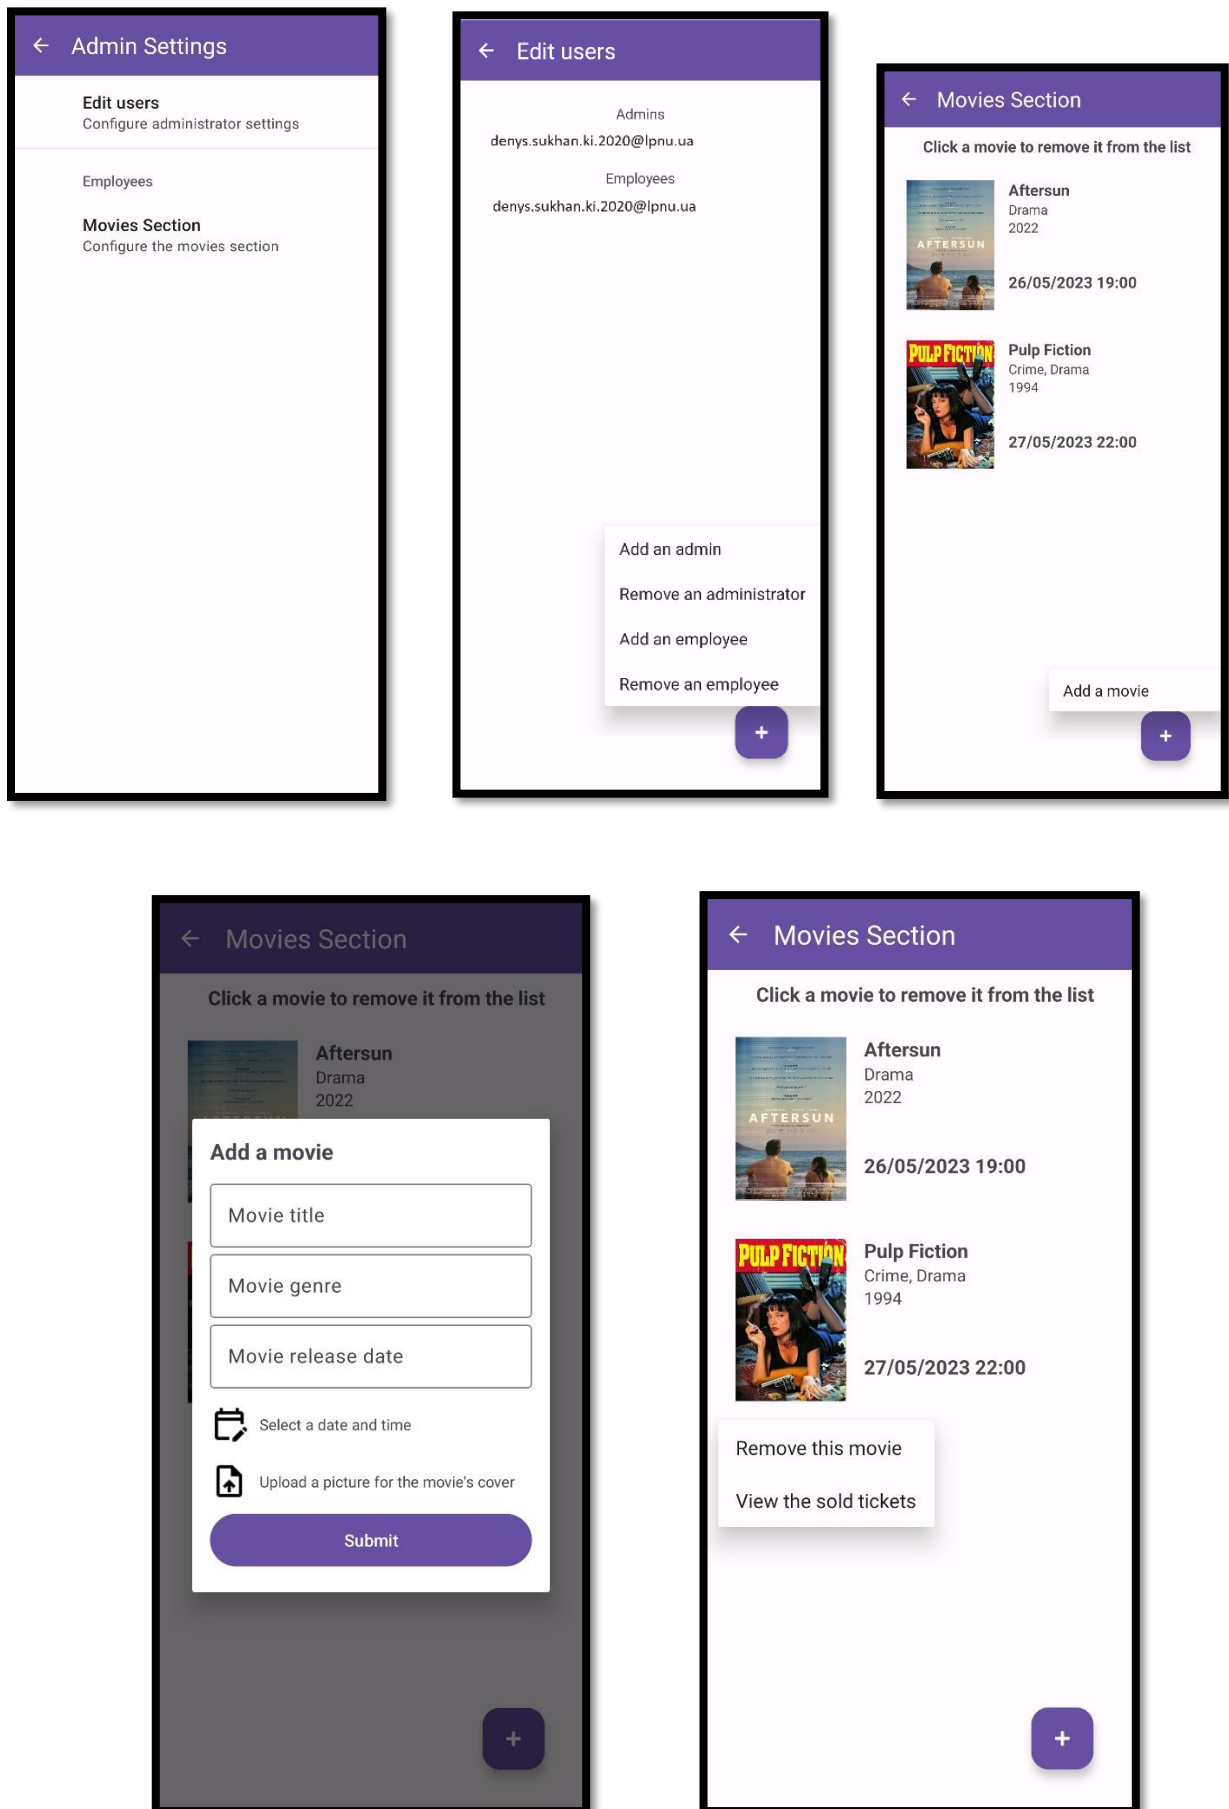 Admin Settings
Edit users
Configure administrator settings
Employees
Movies Section
Configure the movies section
Edit users
Admins
denys.sukhan.ki.2020@lpnu.ua
Employees
denys.sukhan.ki.2020@lpnu.ua
Add an admin
Remove an administrator
Add an employee
Remove an employee
Movies Section
Click a movie to remove it from the list
AFTERSUN
Aftersun
Drama
2022
26/05/2023 19:00
PULP FICTION
Pulp Fiction
Crime, Drama
1994
27/05/2023 22:00
Add a movie
Movies Section
Click a movie to remove it from the list
Aftersun
Drama
2022
Add a movie
Movie title
Movie genre
Movie release date
Select a date and time
Upload a picture for the movie's cover
Submit
Movies Section
Click a movie to remove it from the list
AFTERSUN
Aftersun
Drama
2022
26/05/2023 19:00
PULP FICTION
Pulp Fiction
Crime, Drama
1994
27/05/2023 22:00
Remove this movie
View the sold tickets